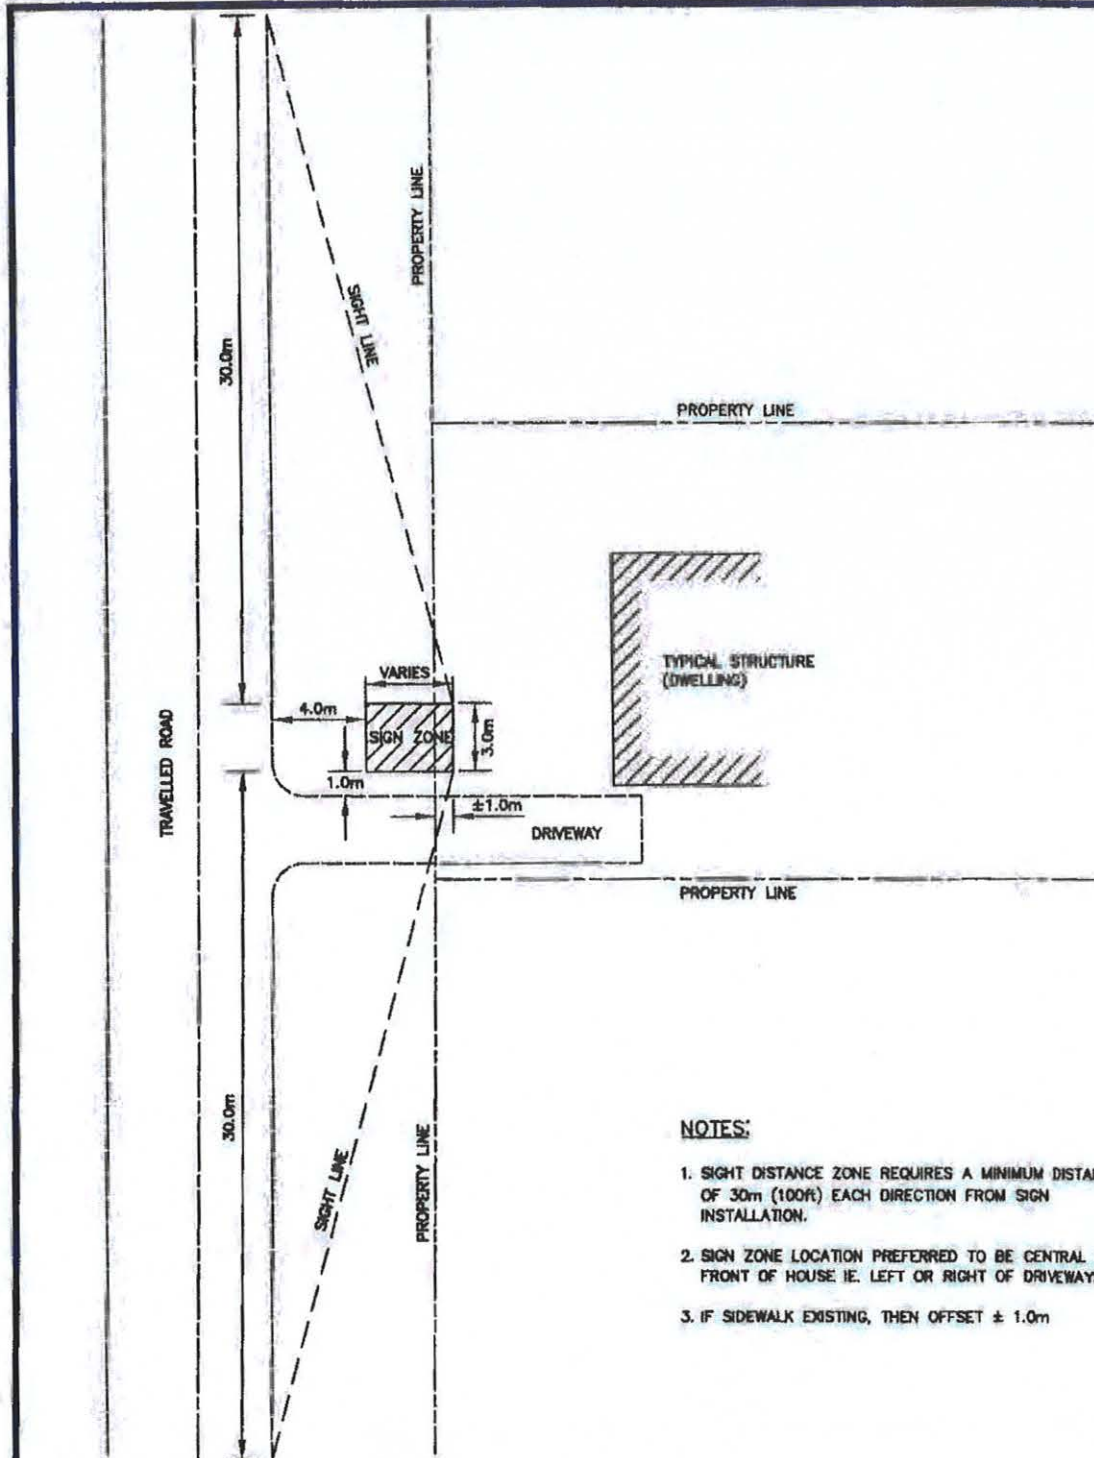 PROPERTY LINE
SIGHT LINE
30.0m
PROPERTY LINE
TYPICAL STRUCTURE
(DWELLING)
VARIES
4.0m
SIGN ZONE
3.0m
TRAVELLED ROAD
1.0m
±1.0m
DRIVEWAY
PROPERTY LINE
30.0m
SIGHT LINE
PROPERTY LINE
NOTES:
1. SIGHT DISTANCE ZONE REQUIRES A MINIMUM
OF 30m (100ft) EACH DIRECTION FROM SIGN
INSTALLATION.
2. SIGN ZONE LOCATION PREFERRED TO BE CENTRAL
FRONT OF HOUSE IE. LEFT OR RIGHT OF DRIVEWAY
3. IF SIDEWALK EXISTING, THEN OFFSET ± 1.0m